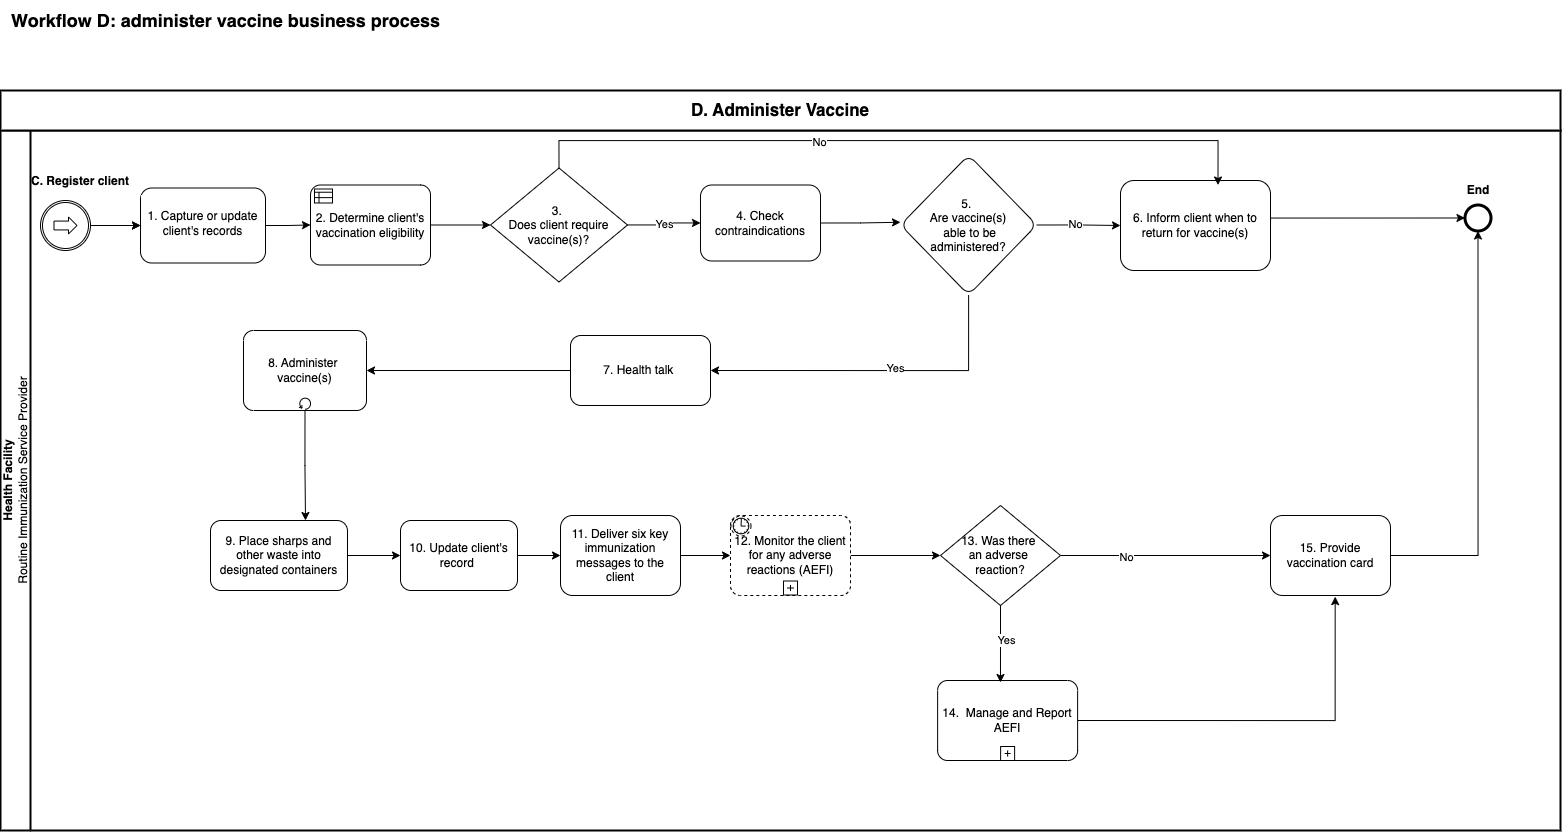 Workflow D: administer vaccine business process
D. Administer Vaccine
Health Facility
Routine Immunization Service Provider
C. Register client
1. Capture or update
client's records
2. Determine client's
vaccination eligibility
3.
Does client require
vaccine(s)?
No
Yes
4. Check
contraindications
5.
Are vaccine(s)
able to be
administered?
No
6. Inform client when to
return for vaccine(s)
End
Yes
7. Health talk
8. Administer
vaccine(s)
9. Place sharps and
other waste into
designated containers
10. Update client's
record
11. Deliver six key
immunization
messages to the
client
12. Monitor the client
for any adverse
reactions (AEFI)
13. Was there
an adverse
reaction?
No
Yes
14. Manage and Report
AEFI
15. Provide
vaccination card